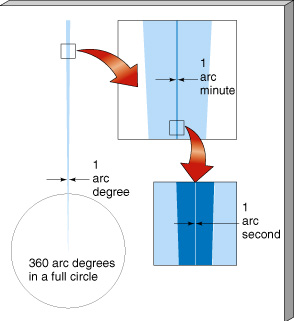 1
arc
minute
1
arc
degree
1
arc
second
360 arc degrees
in a full circle